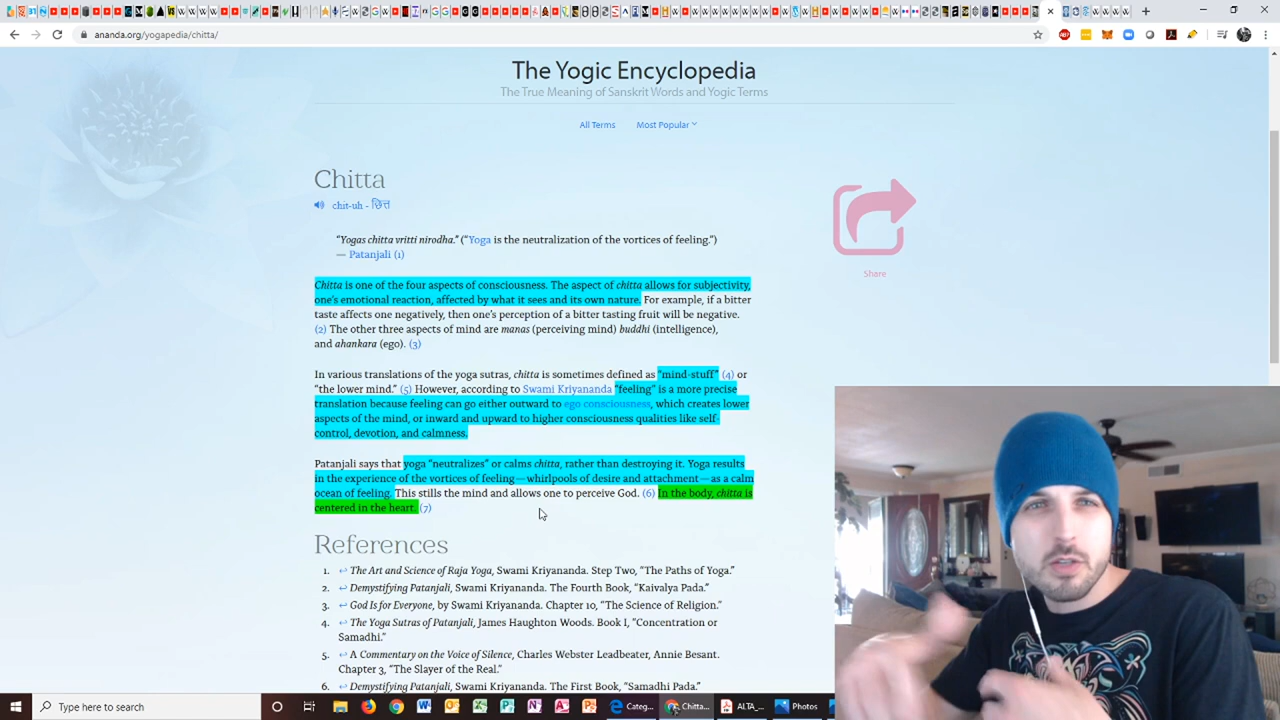 ananda.org/yogapedia/chitta/
The Yogic Encyclopedia
The True Meaning of Sanskrit Words and Yogic Terms
All Terms Most Popular
Chitta
chit-uh - छित्त
“Yogas chitta vritti nirodha.” (“Yoga is the neutralization of the vortices of feeling.”)
— Patanjali (1)
Chitta is one of the four aspects of consciousness. The aspect of chitta allows for subjectivity,
one’s emotional reaction, affected by what it sees and its own nature. For example, if a bitter
taste affects one negatively, then one’s perception of a bitter tasting fruit will be negative.
(2) The other three aspects of mind are manas (perceiving mind) buddhi (intelligence),
and ahankara (ego). (3)
Share
In various translations of the yoga sutras, chitta is sometimes defined as “mind-stuff” (4) or
“the lower mind.” (5) However, according to Swami Kriyananda “feeling” is a more precise
translation because feeling can go either outward to ego consciousness, which creates lower
aspects of the mind, or inward and upward to higher consciousness qualities like self-
control, devotion, and calmness.
Patanjali says that yoga “neutralizes” or calms chitta, rather than destroying it. Yoga results
in the experience of the vortices of feeling—whirlpools of desire and attachment—as a calm
ocean of feeling. This stills the mind and allows one to perceive God. (6) In the body, chitta is
centered in the heart. (7)
References
1. ↩ The Art and Science of Raja Yoga, Swami Kriyananda. Step Two, “The Paths of Yoga.”
2. ↩ Demystifying Patanjali, Swami Kriyananda. The Fourth Book, “Kaivalya Pada.”
3. ↩ God Is for Everyone, by Swami Kriyananda. Chapter 10, “The Science of Religion.”
4. ↩ The Yoga Sutras of Patanjali, James Haughton Woods. Book I, “Concentration or
Samadhi.”
5. ↩ A Commentary on the Voice of Silence, Charles Webster Leadbeater, Annie Besant.
Chapter 3, “The Slayer of the Real.”
6. ↩ Demystifying Patanjali, Swami Kriyananda. The First Book, “Samadhi Pada.”
Type here to search
Categ... Chitta... ALTA_... Photos